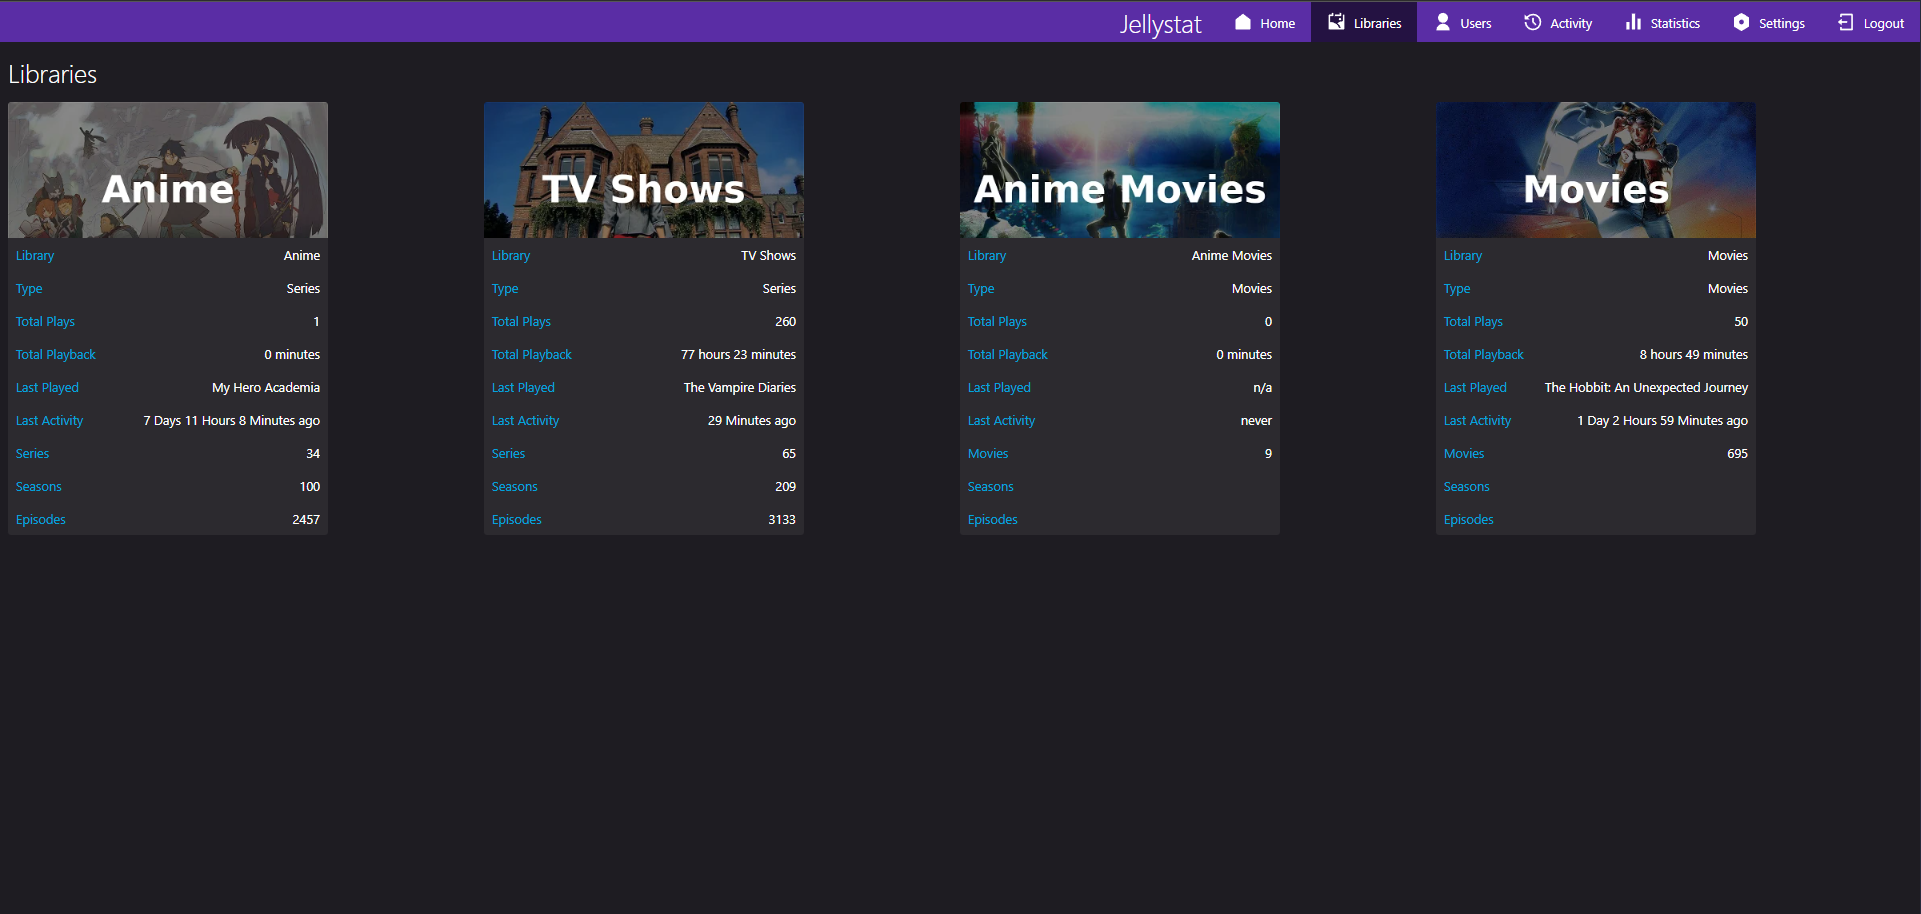 Jellystat Home Libraries Users Activity Statistics Settings Logout
Libraries
Anime
Library Anime
Type Series
Total Plays 1
Total Playback 0 minutes
Last Played My Hero Academia
Last Activity 7 Days 11 Hours 8 Minutes ago
Series 34
Seasons 100
Episodes 2457
TV Shows
Library TV Shows
Type Series
Total Plays 260
Total Playback 77 hours 23 minutes
Last Played The Vampire Diaries
Last Activity 29 Minutes ago
Series 65
Seasons 209
Episodes 3133
Anime Movies
Library Anime Movies
Type Movies
Total Plays 0
Total Playback 0 minutes
Last Played n/a
Last Activity never
Movies 9
Seasons
Episodes
Movies
Library Movies
Type Movies
Total Plays 50
Total Playback 8 hours 49 minutes
Last Played The Hobbit: An Unexpected Journey
Last Activity 1 Day 2 Hours 59 Minutes ago
Movies 695
Seasons
Episodes